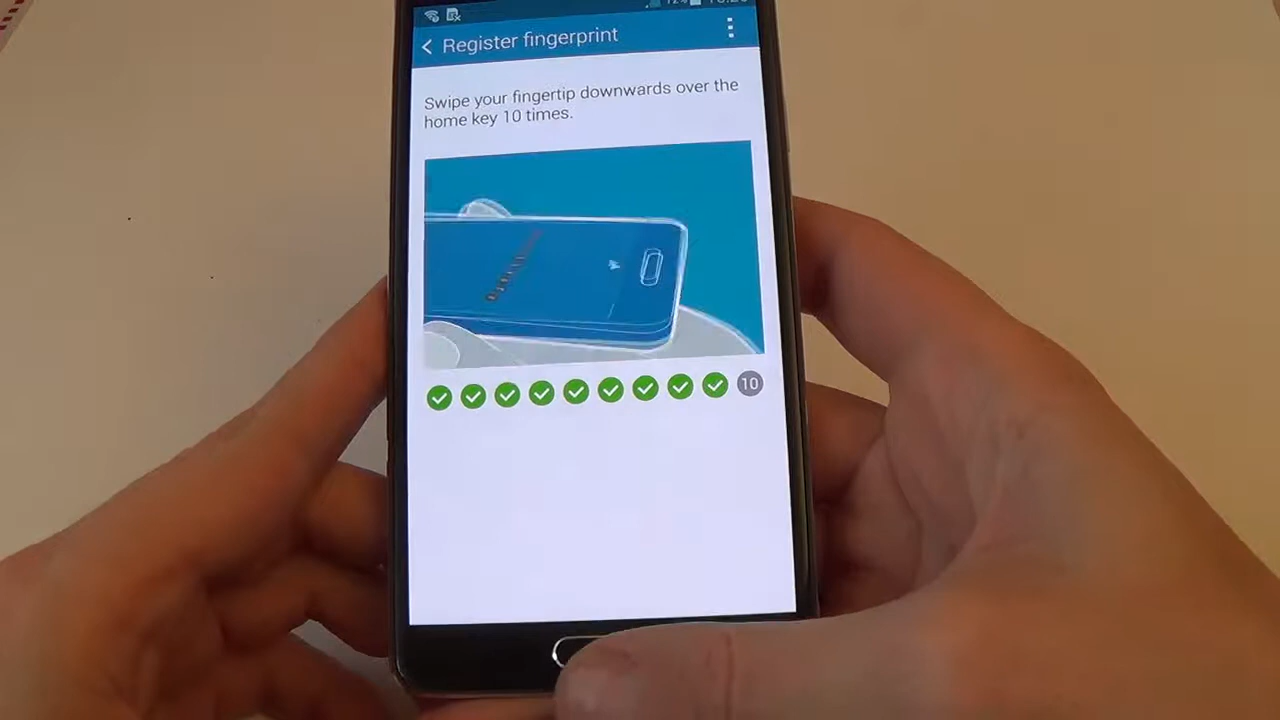 Register fingerprint
Swipe your fingertip downwards over the
home key 10 times.
10